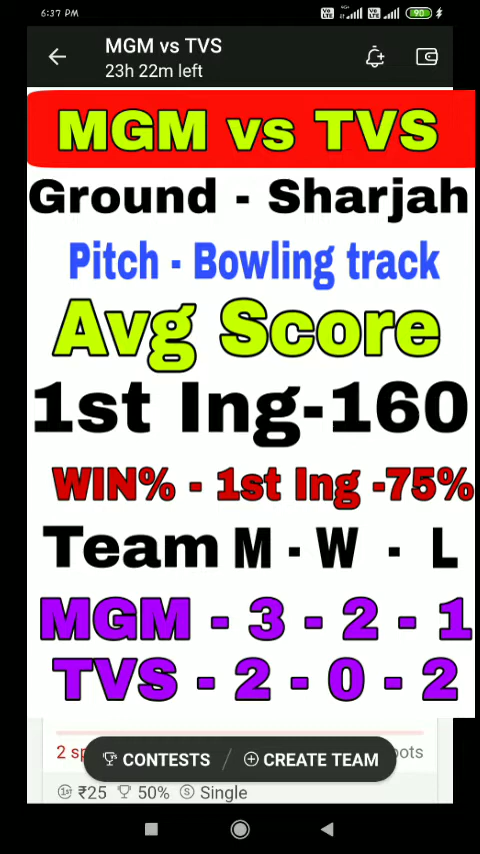 6:37 PM
90
MGM vs TVS
23h 22m left
MGM vs TVS
Ground - Sharjah
Pitch - Bowling track
Avg Score
1st Ing-160
WIN% - 1st Ing -75%
Team M - W - L
MGM - 3 - 2 - 1
TVS - 2 - 0 - 2
CONTESTS / CREATE TEAM
1st ₹25 50% S Single